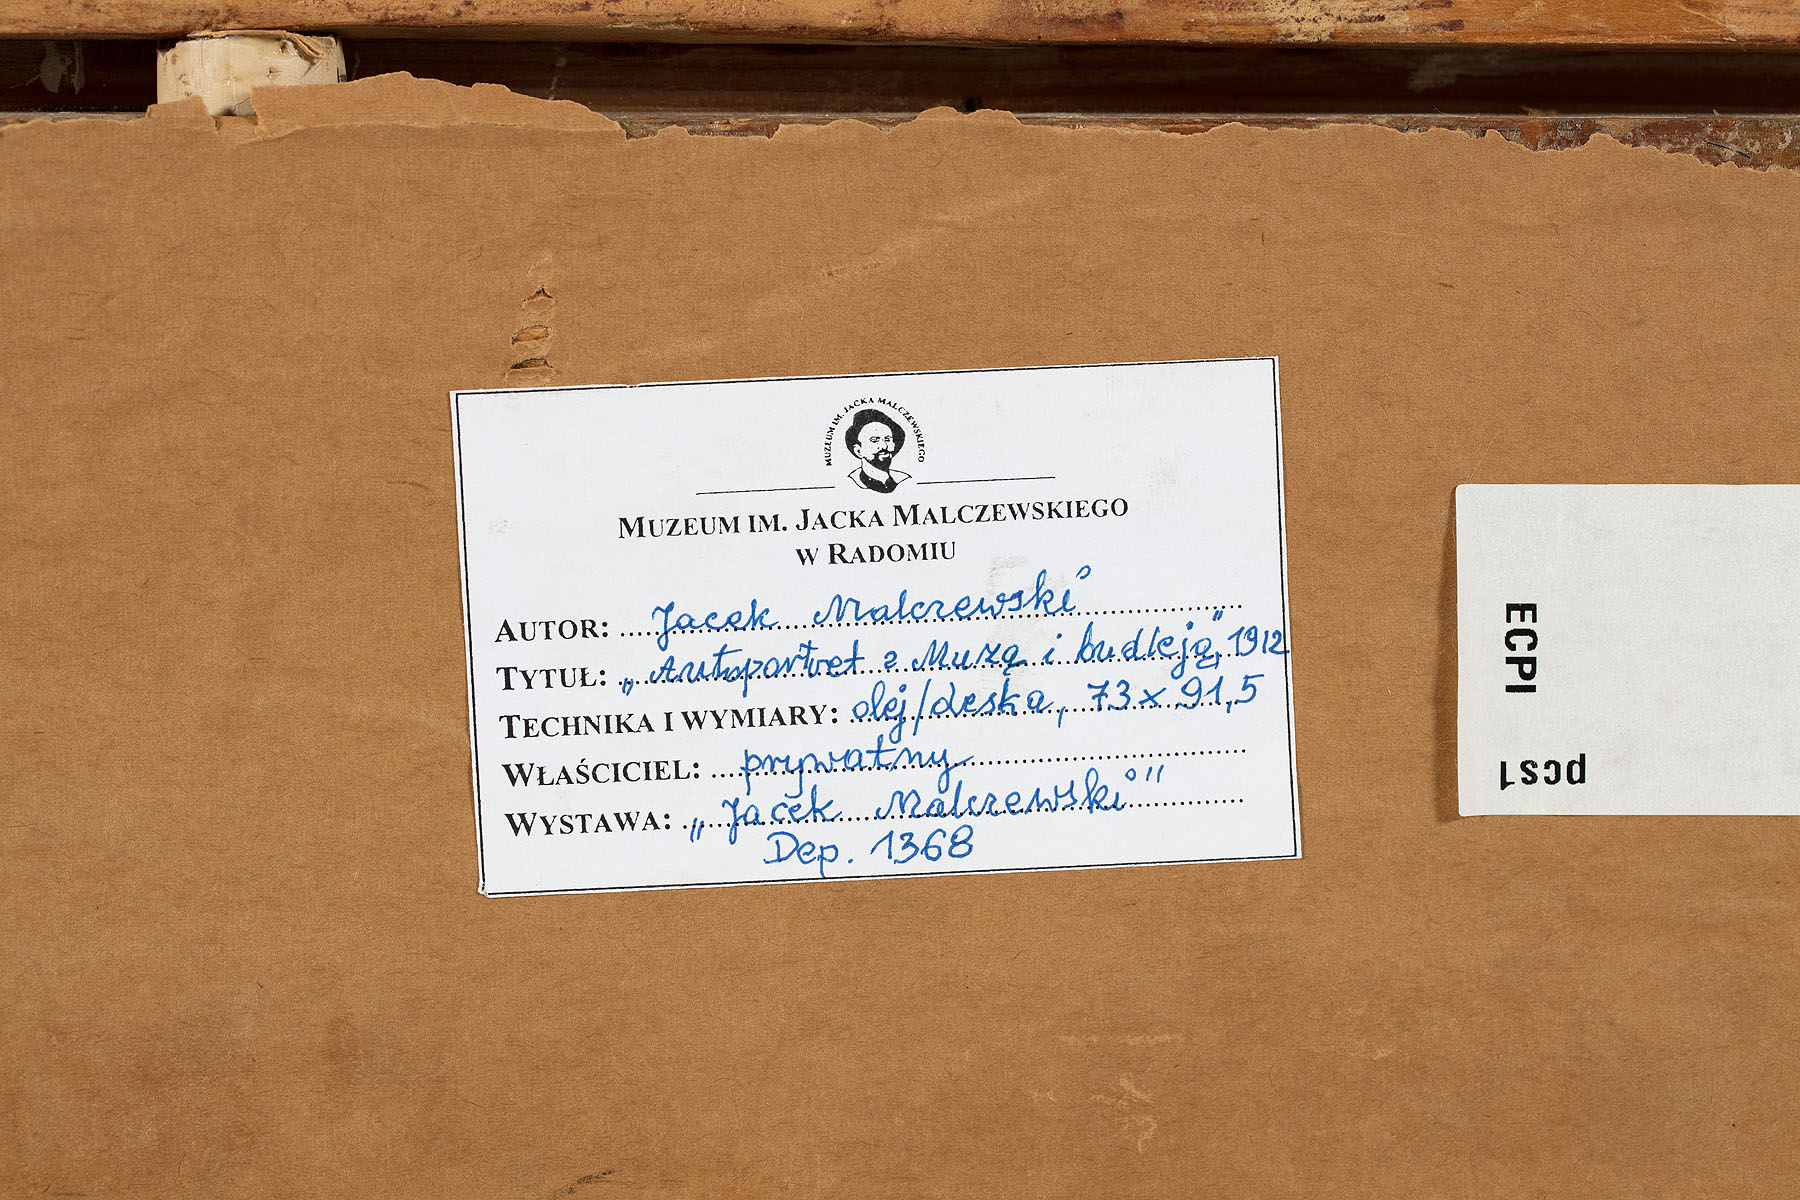 MUZEUM IM. JACKA MALCZEWSKIEGO
MUZEUM IM. JACKA MALCZEWSKIEGO
W RADOMIU
AUTOR: Jacek Malczewski
TYTUŁ: „Autoportret z Muzą i budleją”, 1912
TECHNIKA I WYMIARY: olej/deska, 73 x 91,5
WŁAŚCICIEL: prywatny
WYSTAWA: „Jacek Malczewski”
Dep. 1368
ECPI
pcs1